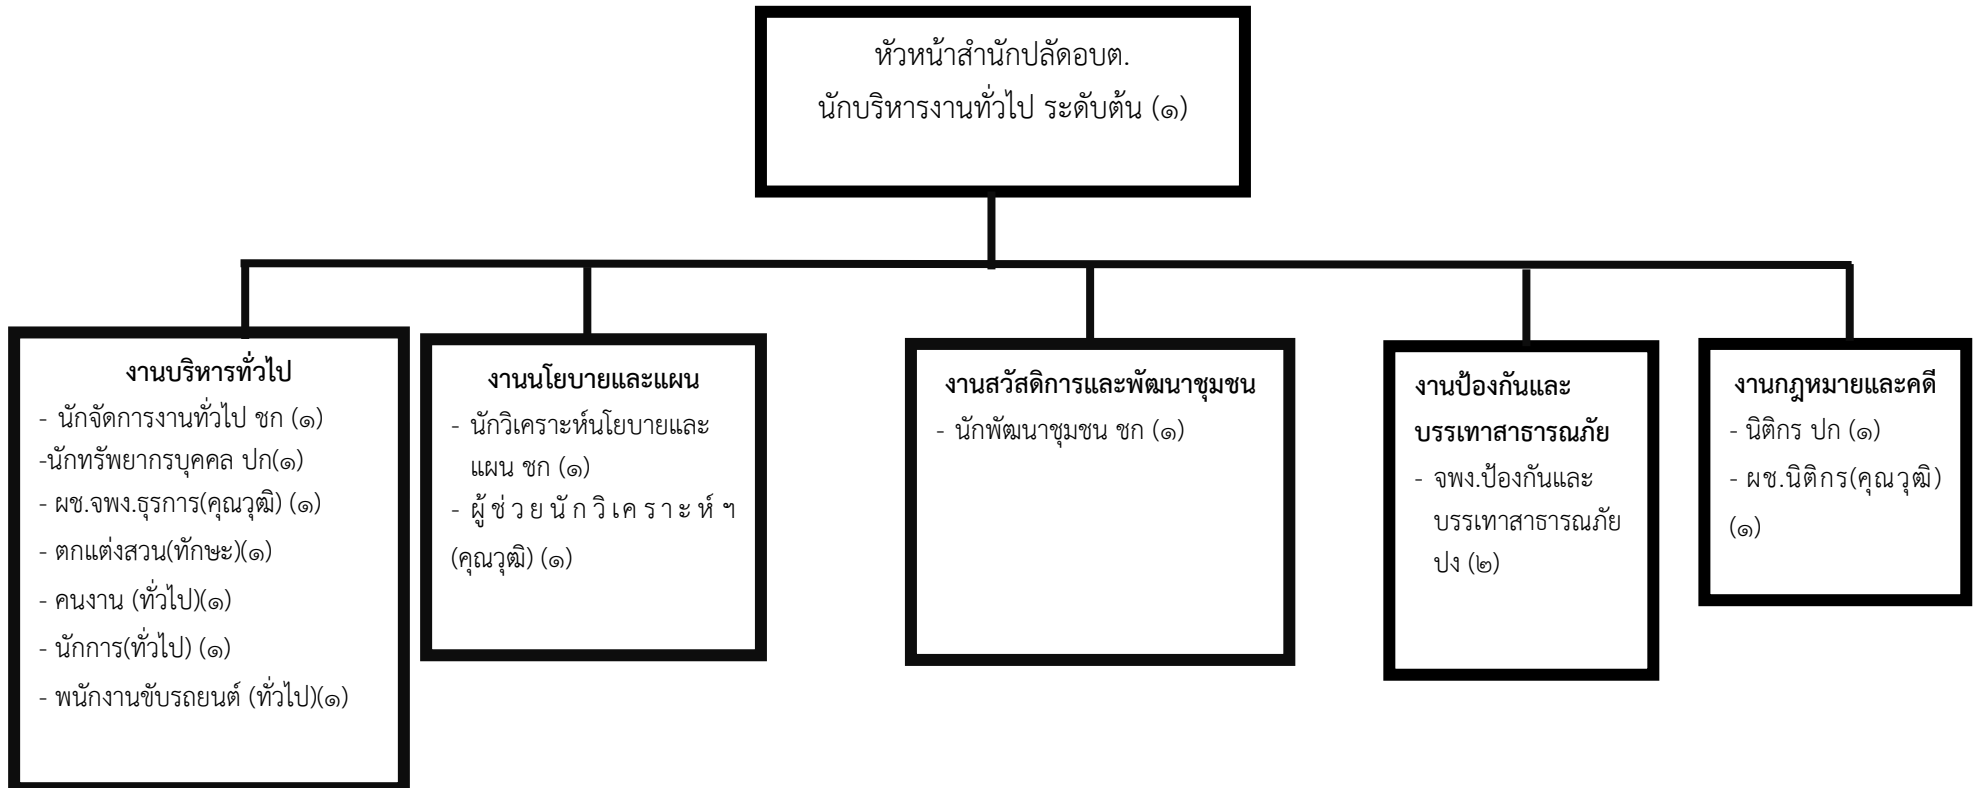 หัวหน้าสำนักปลัดอบต.
นักบริหารงานทั่วไป ระดับต้น (๑)
งานบริหารทั่วไป
- นักจัดการงานทั่วไป ชก (๑)
-นักทรัพยากรบุคคล ปก(๑)
- ผช.จพง.ธุรการ(คุณวุฒิ) (๑)
- ตกแต่งสวน(ทักษะ)(๑)
- คนงาน (ทั่วไป)(๑)
- นักการ(ทั่วไป) (๑)
- พนักงานขับรถยนต์ (ทั่วไป)(๑)
งานนโยบายและแผน
- นักวิเคราะห์นโยบายและ
แผน ชก (๑)
- ผู้ช่วยนักวิเคราะห์ฯ
(คุณวุฒิ) (๑)
งานสวัสดิการและพัฒนาชุมชน
- นักพัฒนาชุมชน ชก (๑)
งานป้องกันและ
บรรเทาสาธารณภัย
- จพง.ป้องกันและ
บรรเทาสาธารณภัย
ปง (๒)
งานกฎหมายและคดี
- นิติกร ปก (๑)
- ผช.นิติกร(คุณวุฒิ)
(๑)